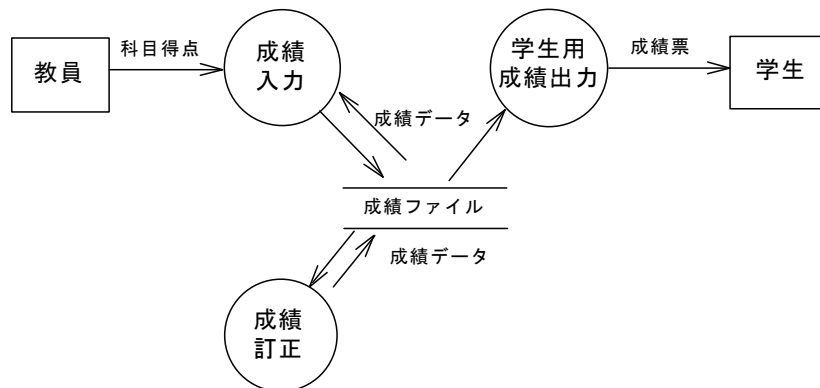 教員
科目得点
成績
入力
学生用
成績出力
成績票
学生
成績データ
成績ファイル
成績データ
成績
訂正